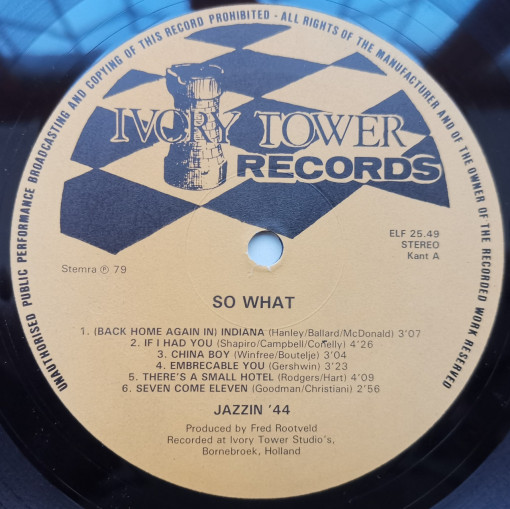 UNAUTHORISED PUBLIC PERFORMANCE BROADCASTING AND COPYING OF THIS RECORD PROHIBITED - ALL RIGHTS OF THE MANUFACTURER AND OF THE OWNER OF THE RECORDED WORK RESERVED
IVORY TOWER
RECORDS
ELF 25.49
STEREO
Kant A
Stemra ℗ 79
SO WHAT
1. (BACK HOME AGAIN IN) INDIANA (Hanley/Ballard/McDonald) 3'07
2. IF I HAD YOU (Shapiro/Campbell/Conelly) 4'26
3. CHINA BOY (Winfree/Boutelje) 3'04
4. EMBRECABLE YOU (Gershwin) 3'23
5. THERE'S A SMALL HOTEL (Rodgers/Hart) 4'09
6. SEVEN COME ELEVEN (Goodman/Christiani) 2'56
JAZZIN '44
Produced by Fred Rootveld
Recorded at Ivory Tower Studio's,
Bornebroek, Holland